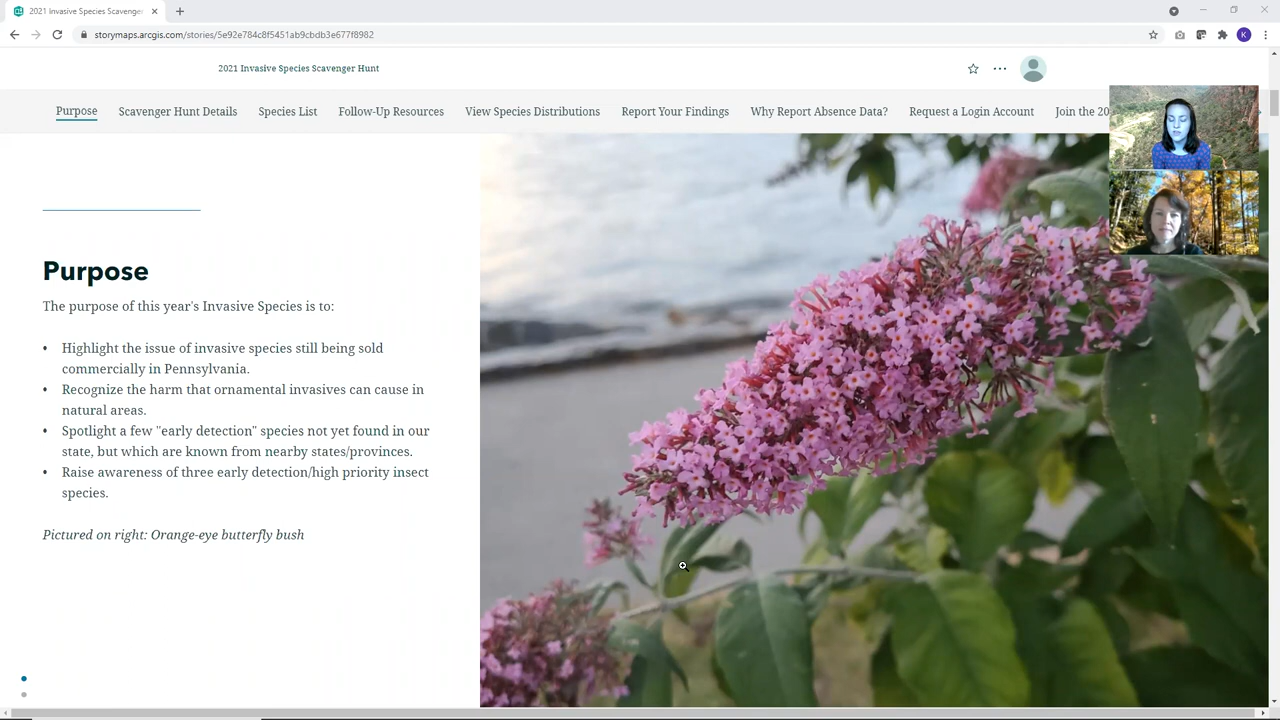 2021 Invasive Species Scavenge
storymaps.arcgis.com/stories/5e92e784c8f5451ab9cbdb3e677f8982
K
2021 Invasive Species Scavenger Hunt
Purpose Scavenger Hunt Details Species List Follow-Up Resources View Species Distributions Report Your Findings Why Report Absence Data? Request a Login Account Join the 20
Purpose
The purpose of this year's Invasive Species is to:
• Highlight the issue of invasive species still being sold
commercially in Pennsylvania.
• Recognize the harm that ornamental invasives can cause in
natural areas.
• Spotlight a few "early detection" species not yet found in our
state, but which are known from nearby states/provinces.
• Raise awareness of three early detection/high priority insect
species.
Pictured on right: Orange-eye butterfly bush